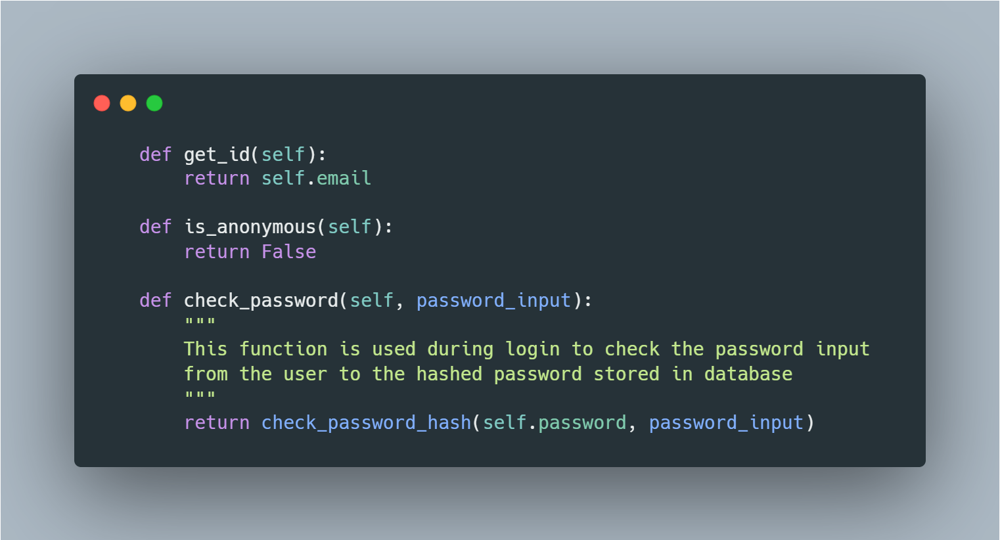 def get_id(self):
    return self.email
def is_anonymous(self):
    return False
def check_password(self, password_input):
    """
    This function is used during login to check the password input
    from the user to the hashed password stored in database
    """
    return check_password_hash(self.password, password_input)